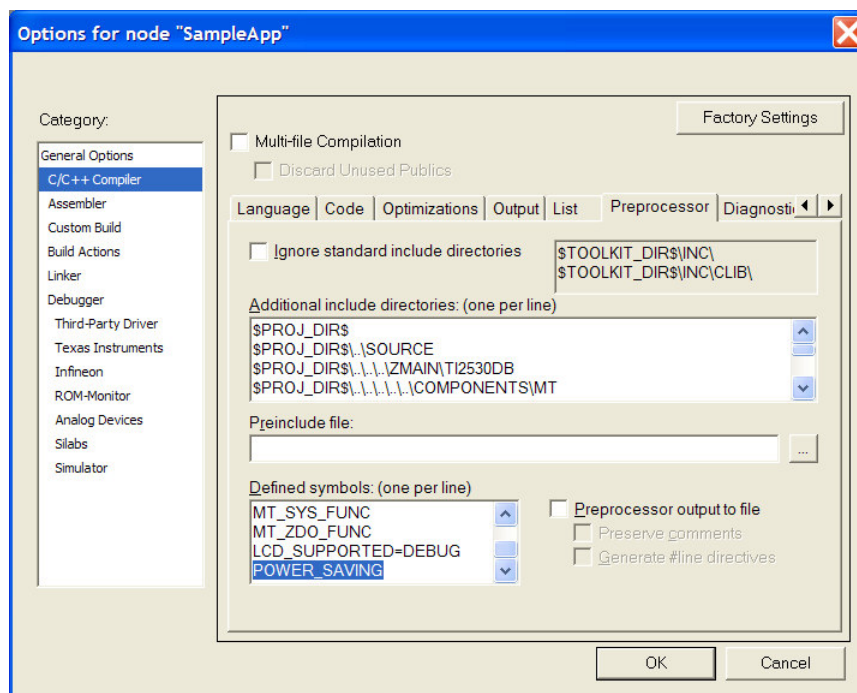 Options for node "SampleApp"
Category:
General Options
C/C++ Compiler
Assembler
Custom Build
Build Actions
Linker
Debugger
Third-Party Driver
Texas Instruments
Infineon
ROM-Monitor
Analog Devices
Silabs
Simulator
Factory Settings
Multi-file Compilation
Discard Unused Publics
Language Code Optimizations Output List Preprocessor Diagnosti
Ignore standard include directories
$TOOLKIT_DIR$\INC\
$TOOLKIT_DIR$\INC\CLIB\
Additional include directories: (one per line)
$PROJ_DIR$
$PROJ_DIR$\..\SOURCE
$PROJ_DIR$\..\..\..\ZMAIN\TI2530DB
$PROJ_DIR$\..\..\..\..\..\COMPONENTS\MT
Preinclude file:
...
Defined symbols: (one per line)
MT_SYS_FUNC
MT_ZDO_FUNC
LCD_SUPPORTED=DEBUG
POWER_SAVING
Preprocessor output to file
Preserve comments
Generate #line directives
OK
Cancel